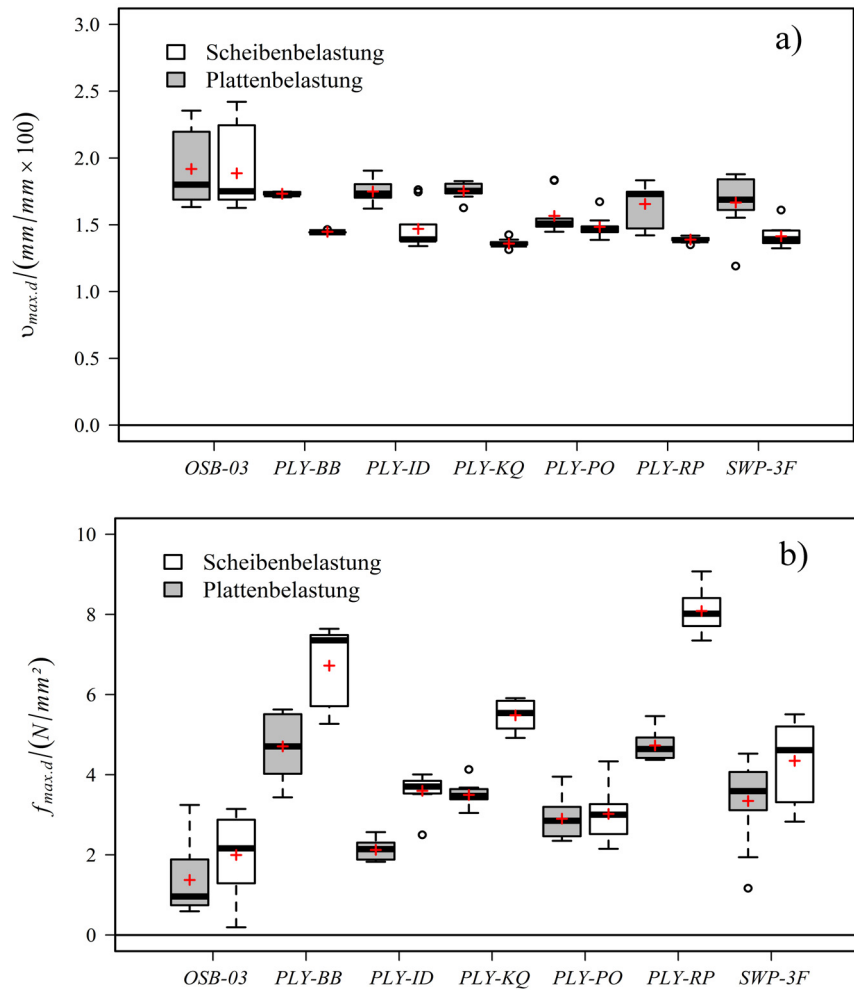 a)
Scheibenbelastung
Plattenbelastung
υmax.d/(mm/mm × 100)
3.0
2.5
2.0
1.5
1.0
0.5
0.0
OSB-03 PLY-BB PLY-ID PLY-KQ PLY-PO PLY-RP SWP-3F
b)
Scheibenbelastung
Plattenbelastung
fmax.d/(N/mm²)
10
8
6
4
2
0
OSB-03 PLY-BB PLY-ID PLY-KQ PLY-PO PLY-RP SWP-3F